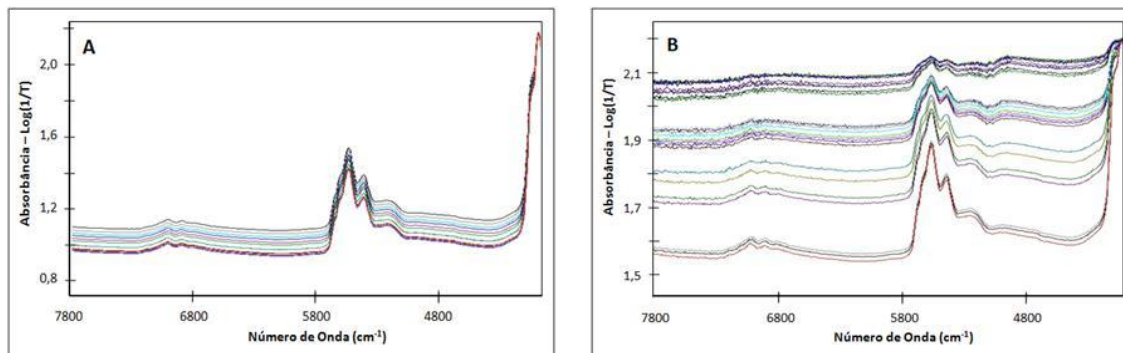 A
Absorbância – Log(1/T)
2,0
1,6
1,2
0,8
7800
6800
5800
4800
Número de Onda (cm⁻¹)
B
Absorbância – Log(1/T)
2,1
1,9
1,8
1,7
1,5
7800
6800
5800
4800
Número de Onda (cm⁻¹)